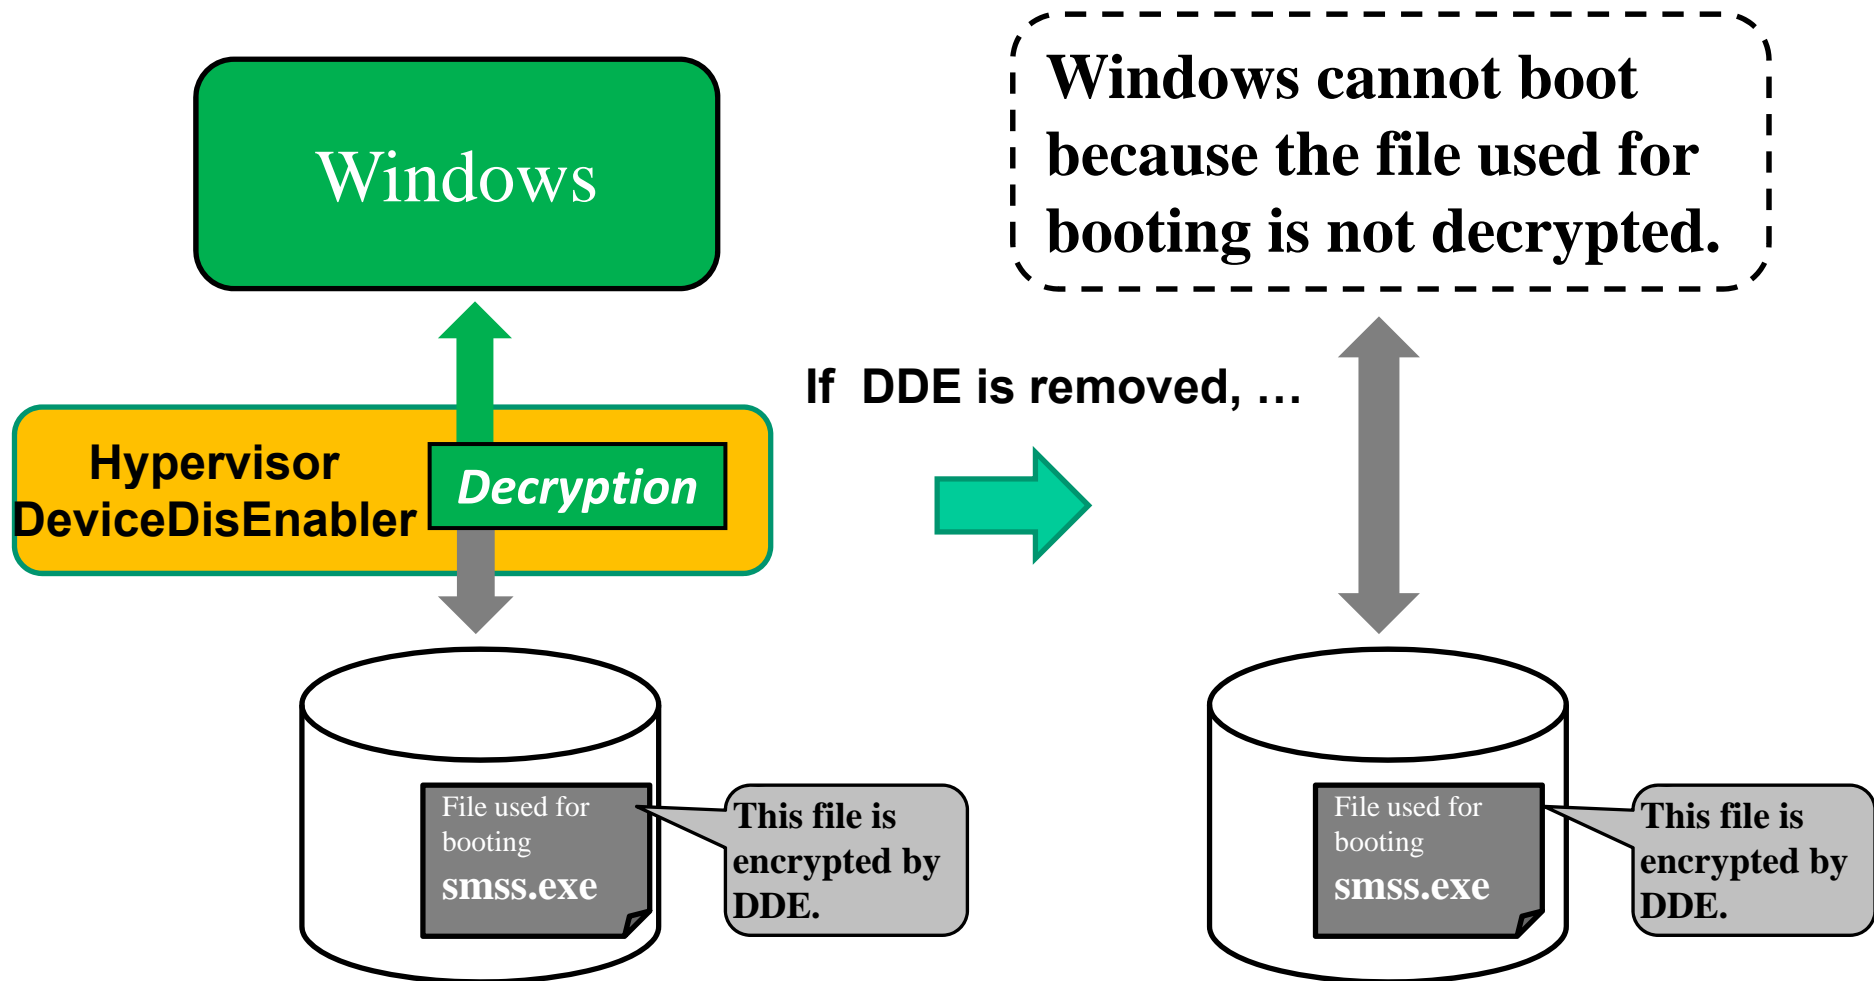 Windows
Windows cannot boot
because the file used for
booting is not decrypted.
If DDE is removed, …
Hypervisor
DeviceDisEnabler
Decryption
File used for
booting
smss.exe
This file is
encrypted by
DDE.
File used for
booting
smss.exe
This file is
encrypted by
DDE.